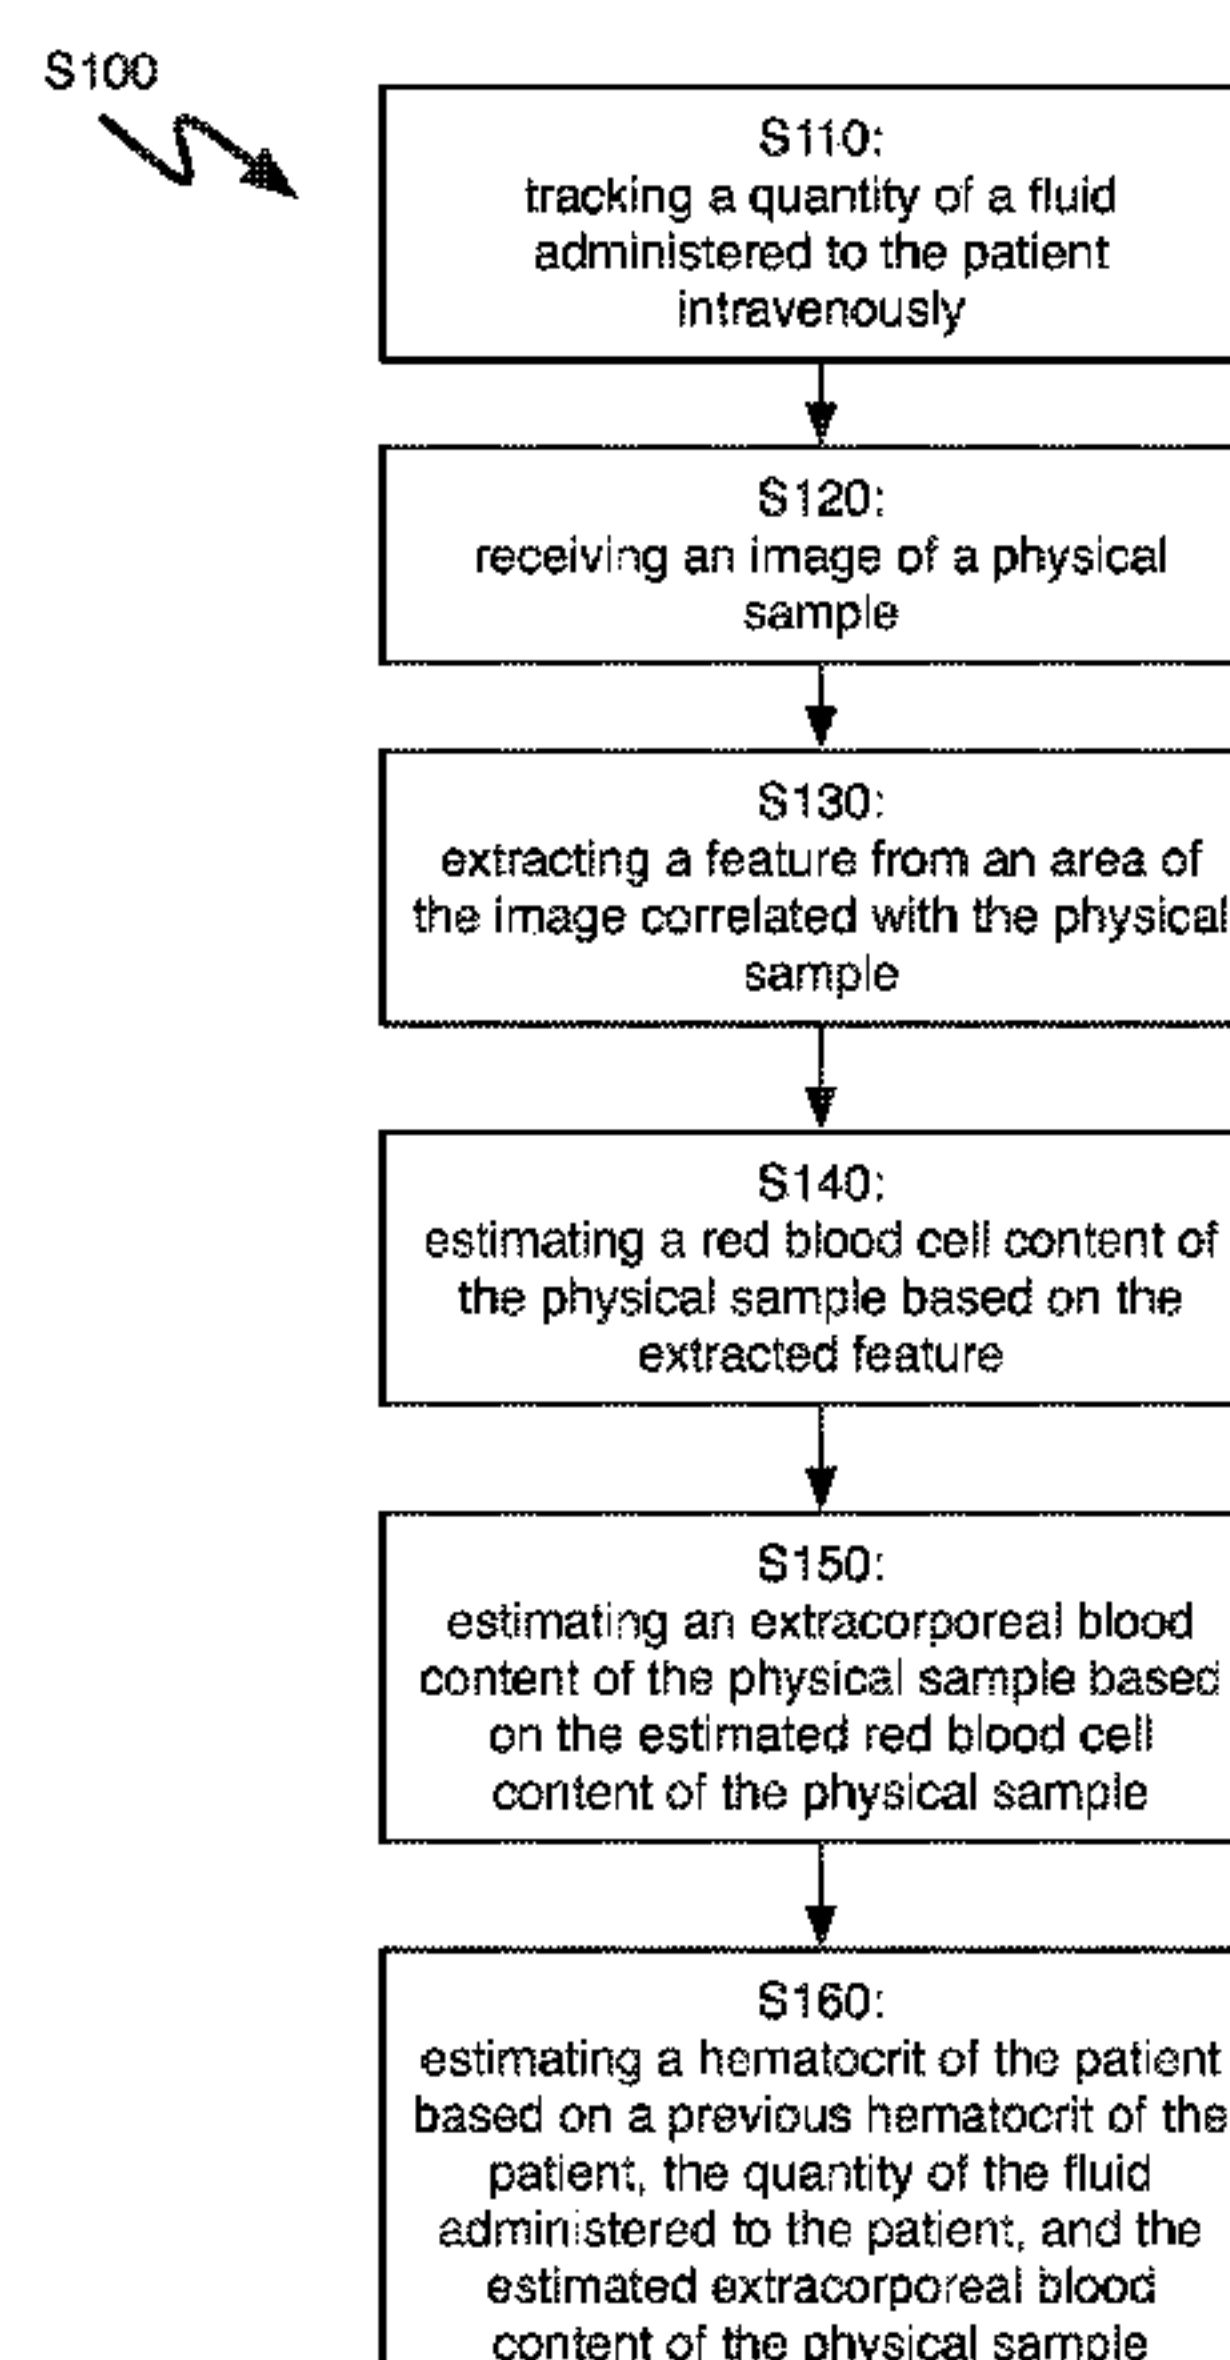 S100
S110:
tracking a quantity of a fluid
administered to the patient
intravenously
S120:
receiving an image of a physical
sample
S130:
extracting a feature from an area of
the image correlated with the physical
sample
S140:
estimating a red blood cell content of
the physical sample based on the
extracted feature
S150:
estimating an extracorporeal blood
content of the physical sample based
on the estimated red blood cell
content of the physical sample
S160:
estimating a hematocrit of the patient
based on a previous hematocrit of the
patient, the quantity of the fluid
administered to the patient, and the
estimated extracorporeal blood
content of the physical sample